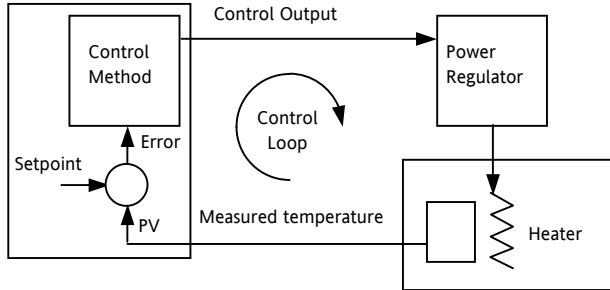 Control Output
Control
Method
Power
Regulator
Control
Loop
Error
Setpoint
PV
Measured temperature
Heater